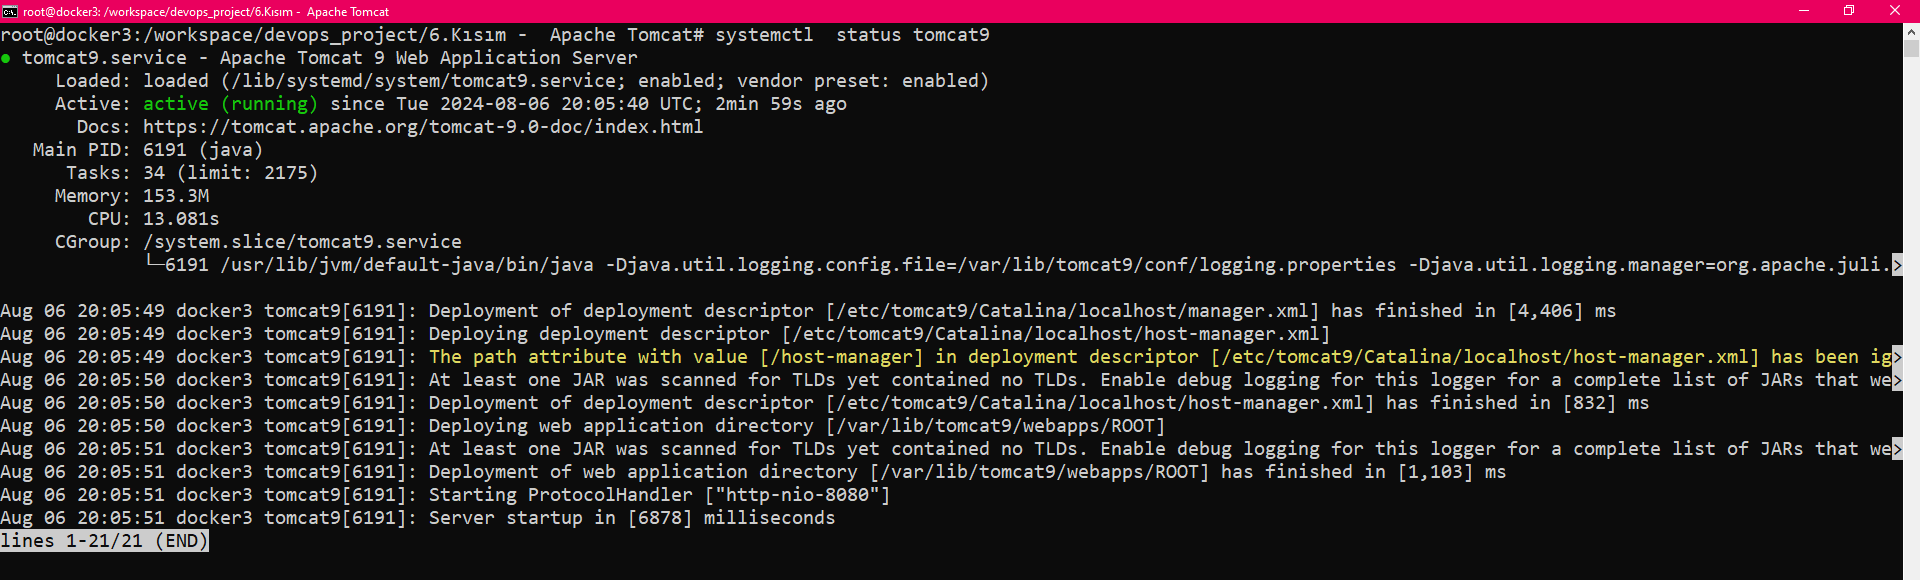 root@docker3: /workspace/devops_project/6.Kısım -  Apache Tomcat
root@docker3:/workspace/devops_project/6.Kısım -  Apache Tomcat# systemctl  status tomcat9
● tomcat9.service - Apache Tomcat 9 Web Application Server
     Loaded: loaded (/lib/systemd/system/tomcat9.service; enabled; vendor preset: enabled)
     Active: active (running) since Tue 2024-08-06 20:05:40 UTC; 2min 59s ago
       Docs: https://tomcat.apache.org/tomcat-9.0-doc/index.html
   Main PID: 6191 (java)
      Tasks: 34 (limit: 2175)
     Memory: 153.3M
        CPU: 13.081s
     CGroup: /system.slice/tomcat9.service
             └─6191 /usr/lib/jvm/default-java/bin/java -Djava.util.logging.config.file=/var/lib/tomcat9/conf/logging.properties -Djava.util.logging.manager=org.apache.juli.>
Aug 06 20:05:49 docker3 tomcat9[6191]: Deployment of deployment descriptor [/etc/tomcat9/Catalina/localhost/manager.xml] has finished in [4,406] ms
Aug 06 20:05:49 docker3 tomcat9[6191]: Deploying deployment descriptor [/etc/tomcat9/Catalina/localhost/host-manager.xml]
Aug 06 20:05:49 docker3 tomcat9[6191]: The path attribute with value [/host-manager] in deployment descriptor [/etc/tomcat9/Catalina/localhost/host-manager.xml] has been ig>
Aug 06 20:05:50 docker3 tomcat9[6191]: At least one JAR was scanned for TLDs yet contained no TLDs. Enable debug logging for this logger for a complete list of JARs that we>
Aug 06 20:05:50 docker3 tomcat9[6191]: Deployment of deployment descriptor [/etc/tomcat9/Catalina/localhost/host-manager.xml] has finished in [832] ms
Aug 06 20:05:50 docker3 tomcat9[6191]: Deploying web application directory [/var/lib/tomcat9/webapps/ROOT]
Aug 06 20:05:51 docker3 tomcat9[6191]: At least one JAR was scanned for TLDs yet contained no TLDs. Enable debug logging for this logger for a complete list of JARs that we>
Aug 06 20:05:51 docker3 tomcat9[6191]: Deployment of web application directory [/var/lib/tomcat9/webapps/ROOT] has finished in [1,103] ms
Aug 06 20:05:51 docker3 tomcat9[6191]: Starting ProtocolHandler ["http-nio-8080"]
Aug 06 20:05:51 docker3 tomcat9[6191]: Server startup in [6878] milliseconds
lines 1-21/21 (END)